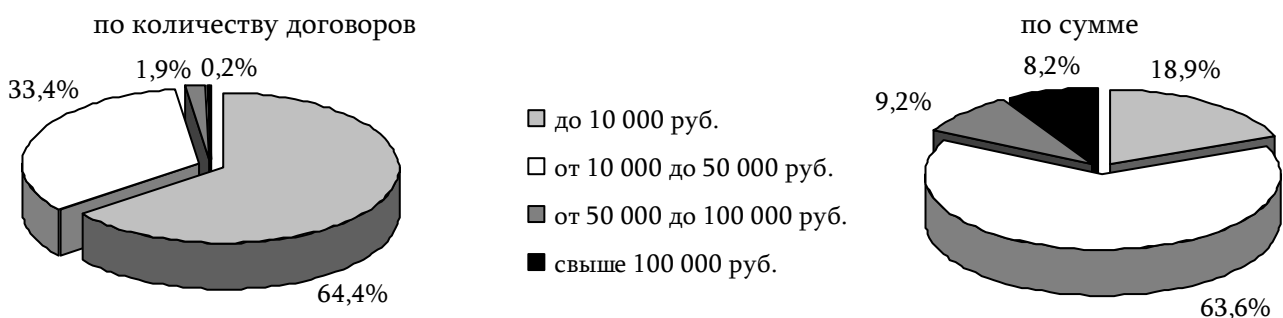 по количеству договоров
33,4%
1,9%
0,2%
64,4%
до 10 000 руб.
от 10 000 до 50 000 руб.
от 50 000 до 100 000 руб.
свыше 100 000 руб.
по сумме
8,2%
18,9%
9,2%
63,6%